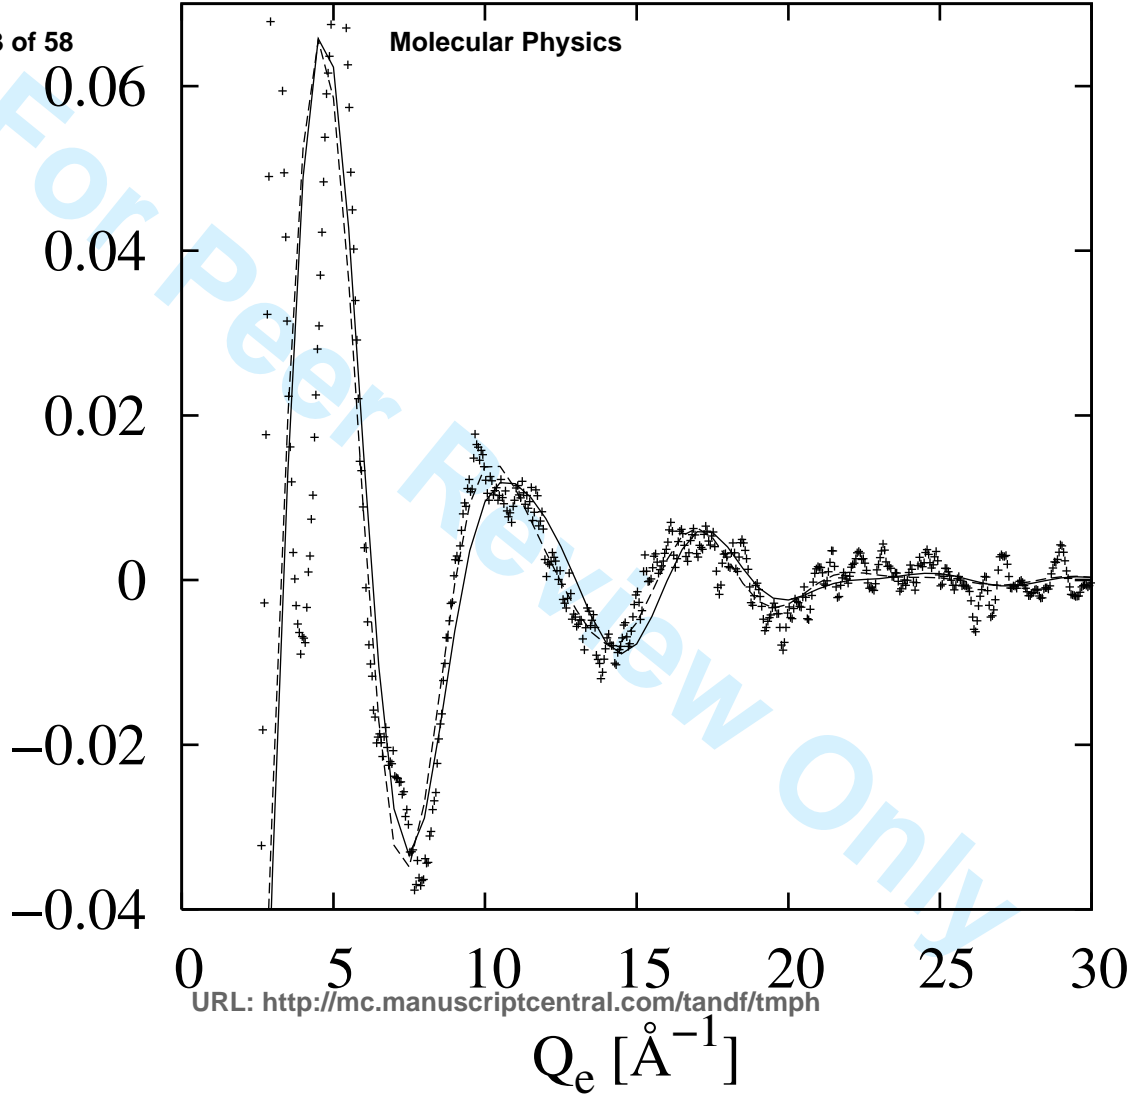 3 of 58
Molecular Physics
0.06
0.04
0.02
0
−0.02
−0.04
0 5 10 15 20 25 30
URL: http://mc.manuscriptcentral.com/tandf/tmph
Qe [Å−1]
For Peer Review Only